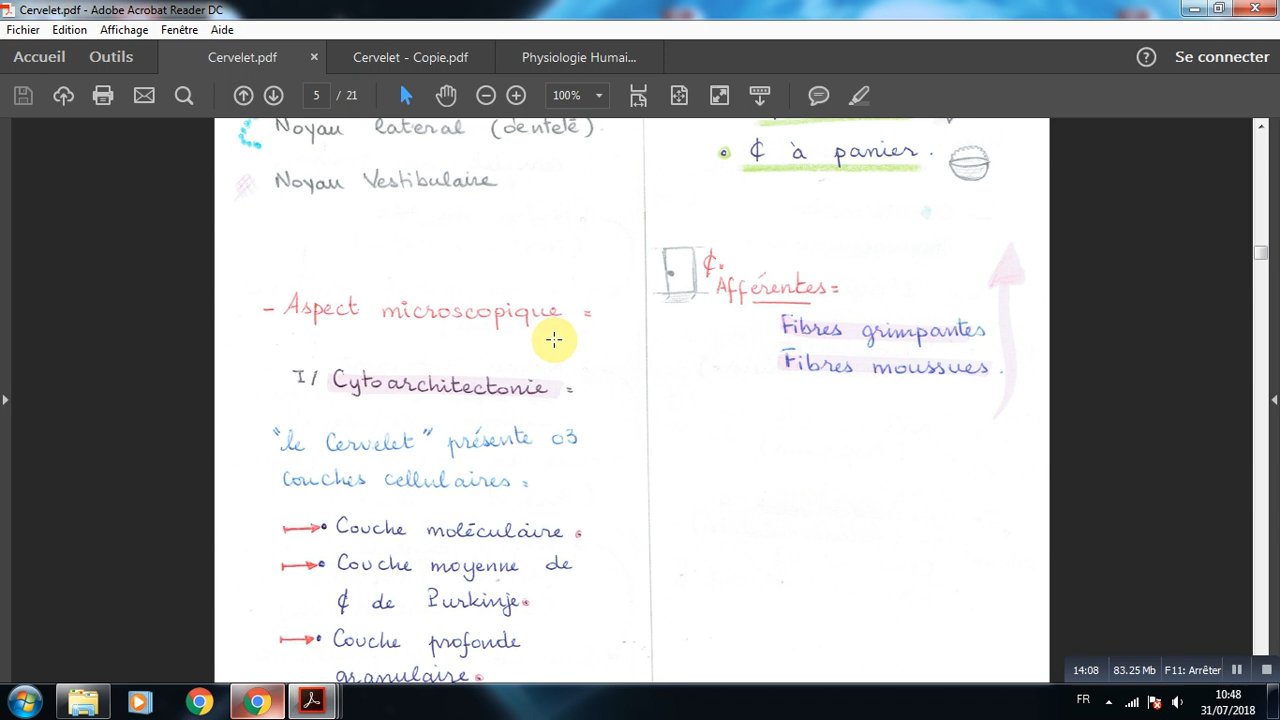 Cervelet.pdf - Adobe Acrobat Reader DC
Fichier Edition Affichage Fenêtre Aide
Accueil Outils Cervelet.pdf × Cervelet - Copie.pdf Physiologie Humai... ? Se connecter
5 / 21 100%
Noyau lateral (dentelé).
Noyau Vestibulaire
- Aspect microscopique =
I/ Cytoarchitectonie =
"le Cervelet" présente 03
couches cellulaires =
Couche moléculaire.
Couche moyenne de
¢ de Purkinje.
Couche profonde
granulaire.
¢ à panier.
¢.
Afférentes =
Fibres grimpantes
Fibres moussues.
14:08 83.25 Mb F11: Arrêter
FR 10:48
31/07/2018